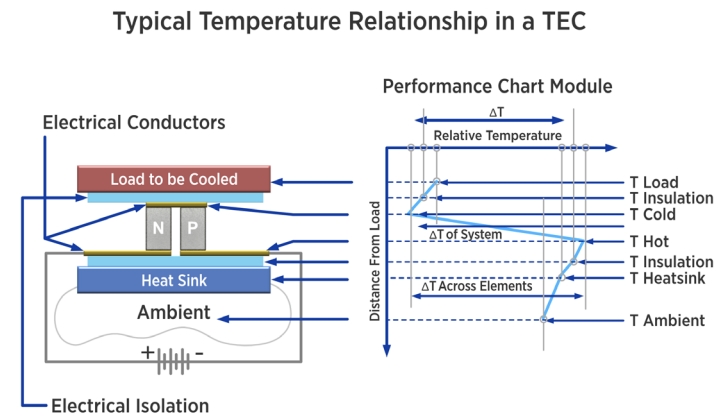 Typical Temperature Relationship in a TEC
Performance Chart Module
ΔT
Electrical Conductors
Relative Temperature
Load to be Cooled
T Load
T Insulation
T Cold
N P
ΔT of System
T Hot
T Insulation
Heat Sink
T Heatsink
ΔT Across Elements
Distance From Load
Ambient
T Ambient
+ -
Electrical Isolation